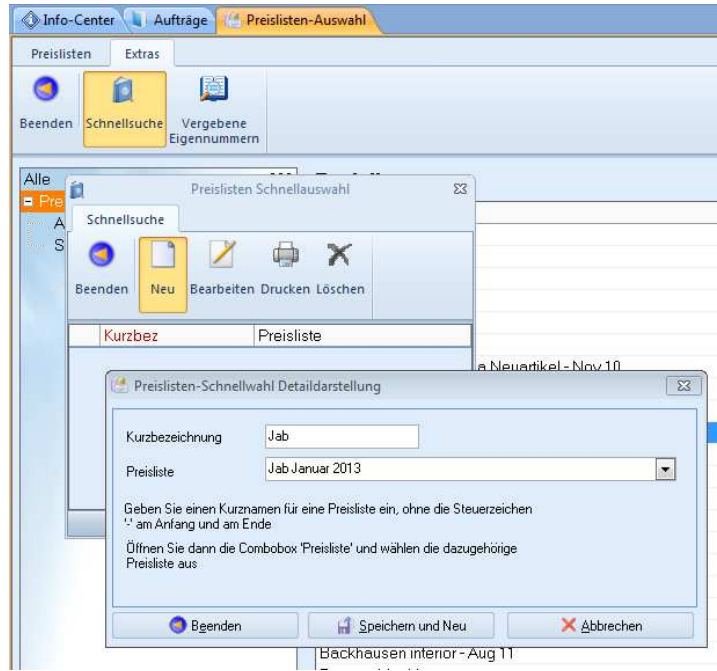 Info-Center Aufträge Preislisten-Auswahl
Preislisten Extras
Beenden Schnellsuche Vergebene Eigennummern
Alle
Pre
A
S
Preislisten Schnellauswahl
Schnellsuche
Beenden Neu Bearbeiten Drucken Löschen
Kurzbez Preisliste
a Neuartikel - Nov 10
Preislisten-Schnellwahl Detaildarstellung
Kurzbezeichnung Jab
Preisliste Jab Januar 2013
Geben Sie einen Kurznamen für eine Preisliste ein, ohne die Steuerzeichen
'-' am Anfang und am Ende
Öffnen Sie dann die Combobox 'Preisliste' und wählen die dazugehörige
Preisliste aus
Beenden Speichern und Neu Abbrechen
Backhausen interior - Aug 11